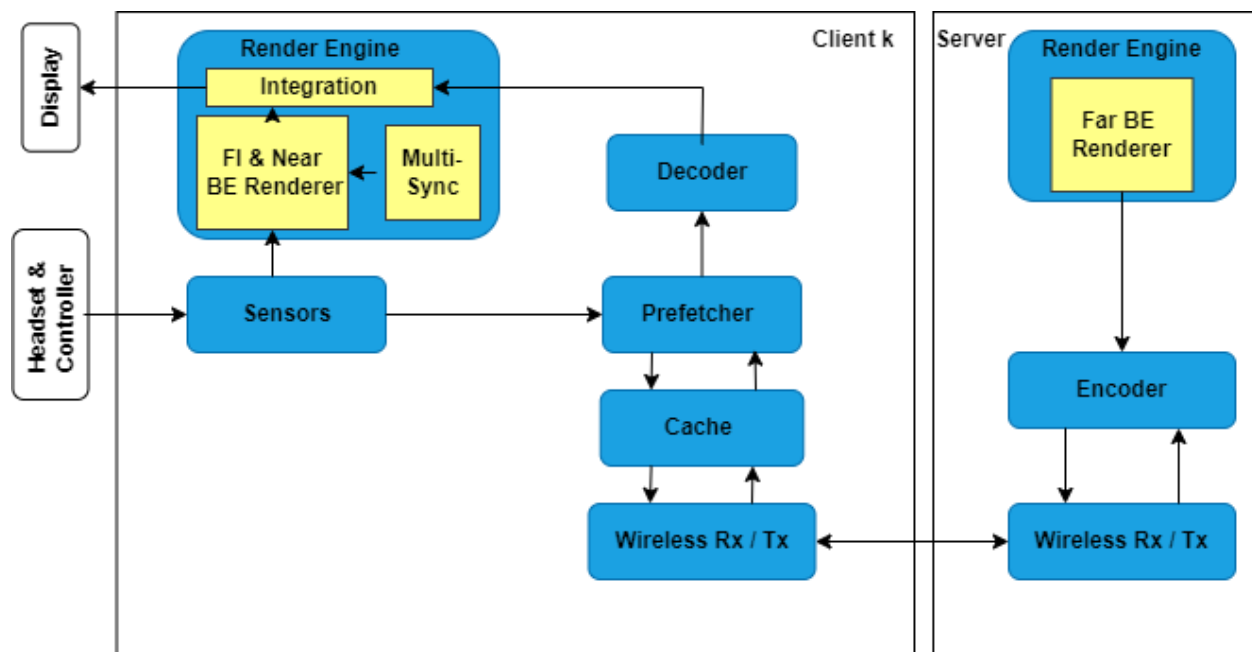 Display
Headset &
Controller
Client k
Render Engine
Integration
FI & Near
BE Renderer
Multi-
Sync
Sensors
Decoder
Prefetcher
Cache
Wireless Rx / Tx
Server
Render Engine
Far BE
Renderer
Encoder
Wireless Rx / Tx